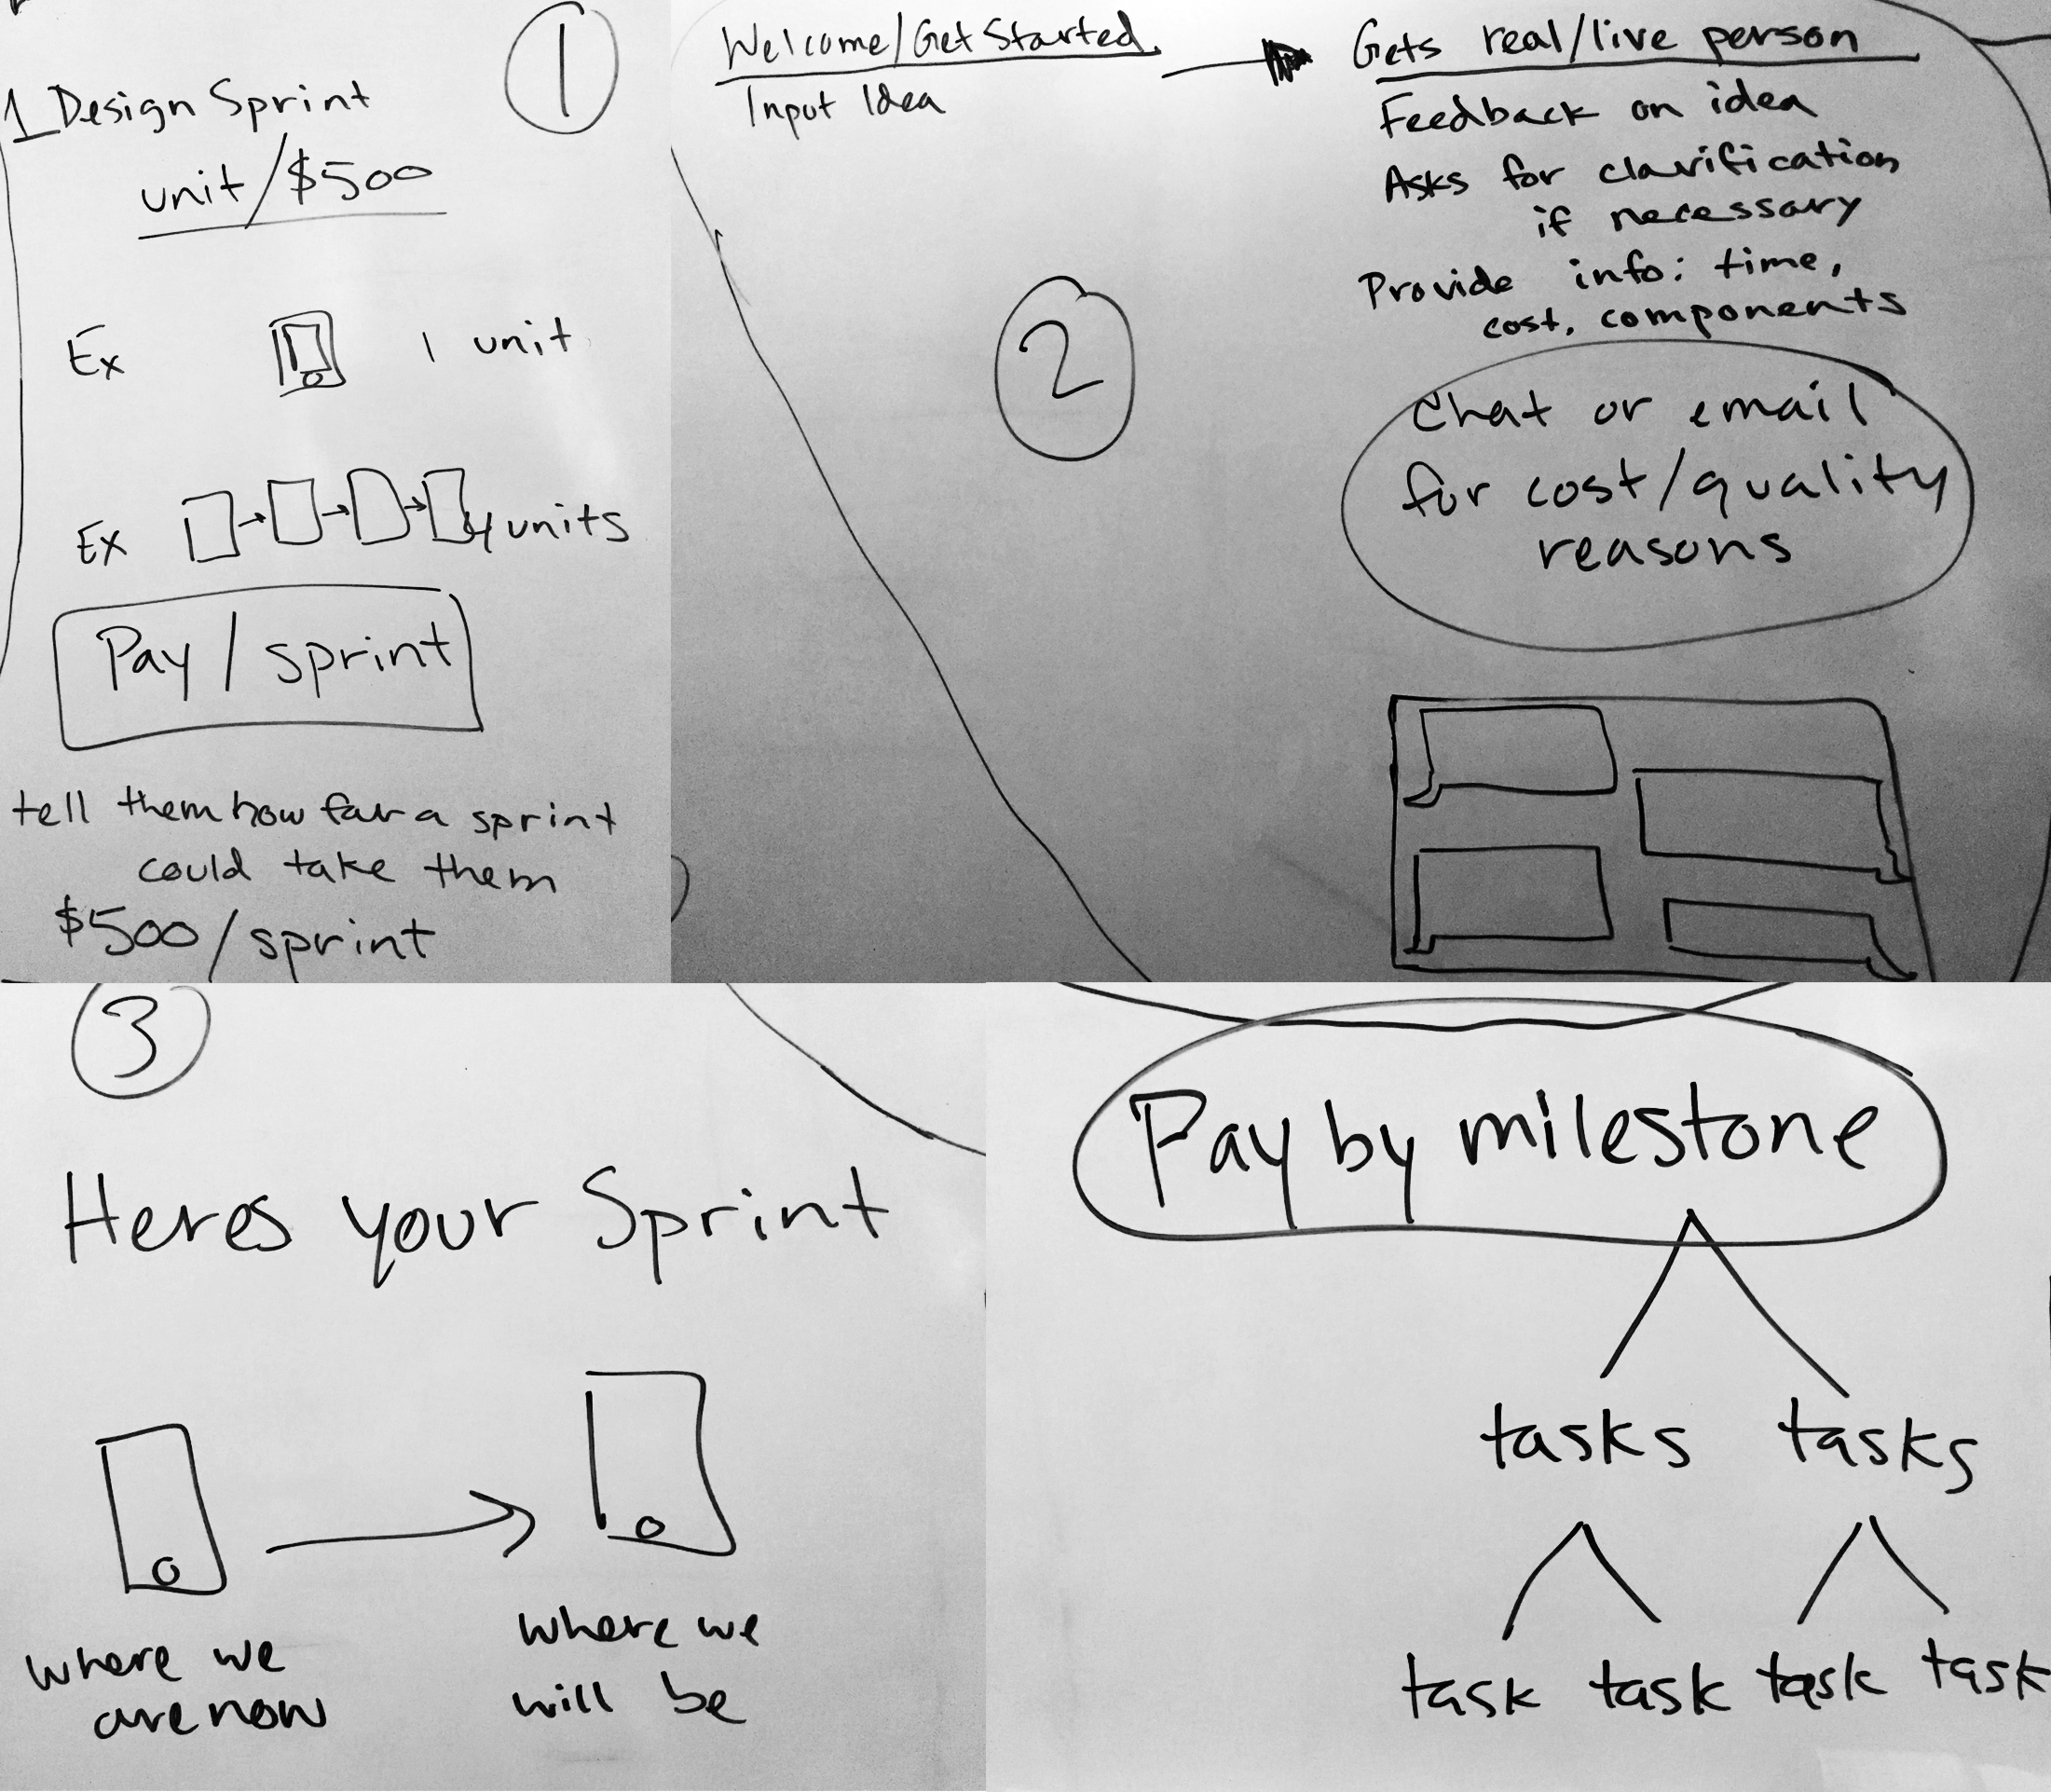 1
1 Design Sprint
unit/$500
Ex 1 unit
Ex 4 units
Pay / sprint
tell them how far a sprint
could take them
$500/sprint
Welcome/Get Started
Input Idea
2
Gets real/live person
Feedback on idea
Asks for clarification
if necessary
Provide info: time,
cost, components
Chat or email
for cost/quality
reasons
3
Heres your Sprint
where we
are now
where we
will be
Pay by milestone
tasks tasks
task task task task